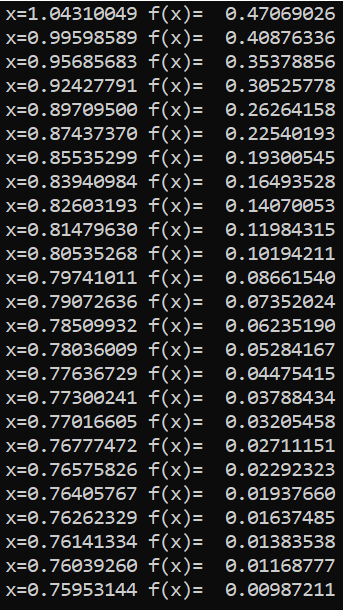 x=1.04310049 f(x)=  0.47069026
x=0.99598589 f(x)=  0.40876336
x=0.95685683 f(x)=  0.35378856
x=0.92427791 f(x)=  0.30525778
x=0.89709500 f(x)=  0.26264158
x=0.87437370 f(x)=  0.22540193
x=0.85535299 f(x)=  0.19300545
x=0.83940984 f(x)=  0.16493528
x=0.82603193 f(x)=  0.14070053
x=0.81479630 f(x)=  0.11984315
x=0.80535268 f(x)=  0.10194211
x=0.79741011 f(x)=  0.08661540
x=0.79072636 f(x)=  0.07352024
x=0.78509932 f(x)=  0.06235190
x=0.78036009 f(x)=  0.05284167
x=0.77636729 f(x)=  0.04475415
x=0.77300241 f(x)=  0.03788434
x=0.77016605 f(x)=  0.03205458
x=0.76777472 f(x)=  0.02711151
x=0.76575826 f(x)=  0.02292323
x=0.76405767 f(x)=  0.01937660
x=0.76262329 f(x)=  0.01637485
x=0.76141334 f(x)=  0.01383538
x=0.76039260 f(x)=  0.01168777
x=0.75953144 f(x)=  0.00987211